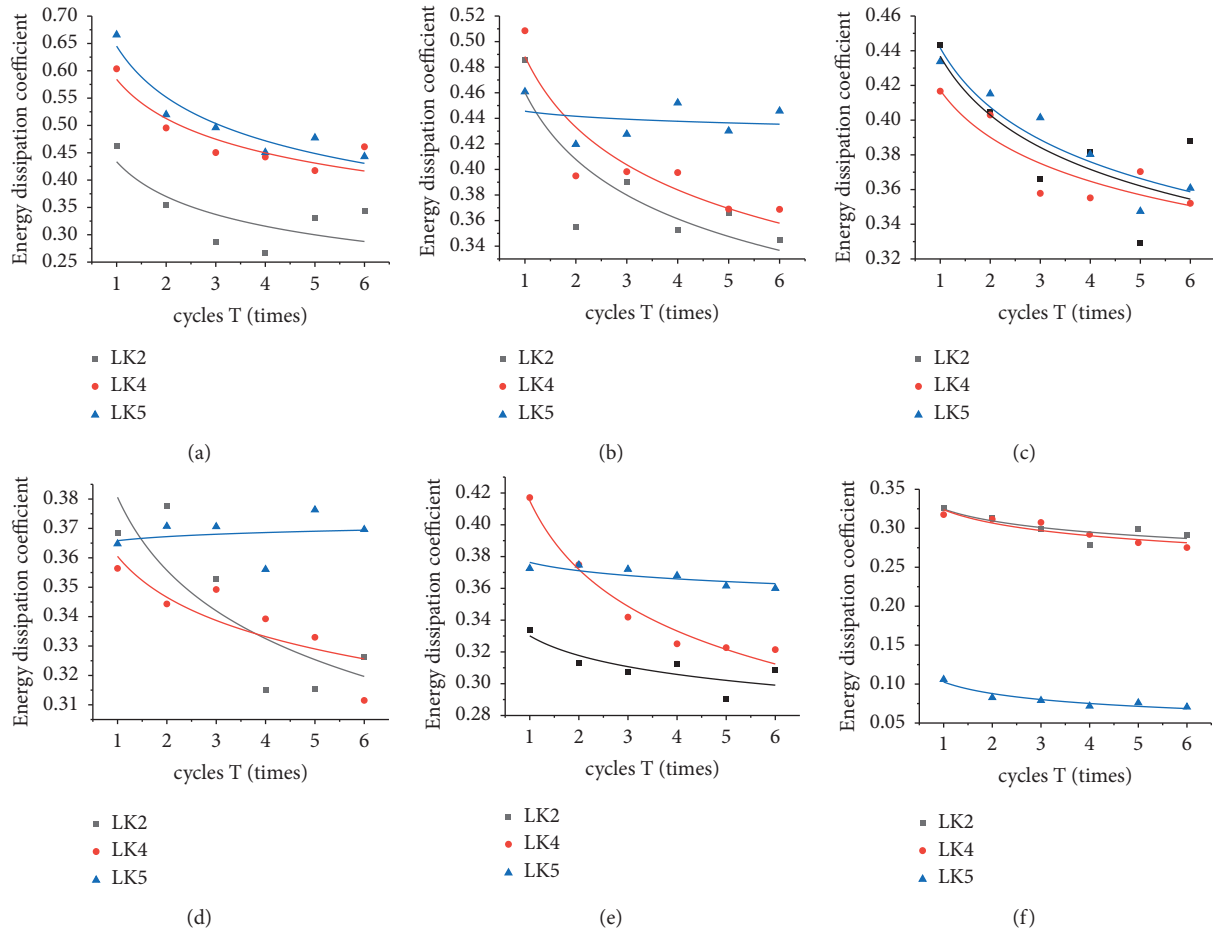 Energy dissipation coefficient
0.70
0.65
0.60
0.55
0.50
0.45
0.40
0.35
0.30
0.25
1 2 3 4 5 6
cycles T (times)
LK2
LK4
LK5
(a)
Energy dissipation coefficient
0.52
0.50
0.48
0.46
0.44
0.42
0.40
0.38
0.36
0.34
1 2 3 4 5 6
cycles T (times)
LK2
LK4
LK5
(b)
Energy dissipation coefficient
0.46
0.44
0.42
0.40
0.38
0.36
0.34
0.32
1 2 3 4 5 6
cycles T (times)
LK2
LK4
LK5
(c)
Energy dissipation coefficient
0.38
0.37
0.36
0.35
0.34
0.33
0.32
0.31
1 2 3 4 5 6
cycles T (times)
LK2
LK4
LK5
(d)
Energy dissipation coefficient
0.42
0.40
0.38
0.36
0.34
0.32
0.30
0.28
1 2 3 4 5 6
cycles T (times)
LK2
LK4
LK5
(e)
Energy dissipation coefficient
0.35
0.30
0.25
0.20
0.15
0.10
0.05
1 2 3 4 5 6
cycles T (times)
LK2
LK4
LK5
(f)